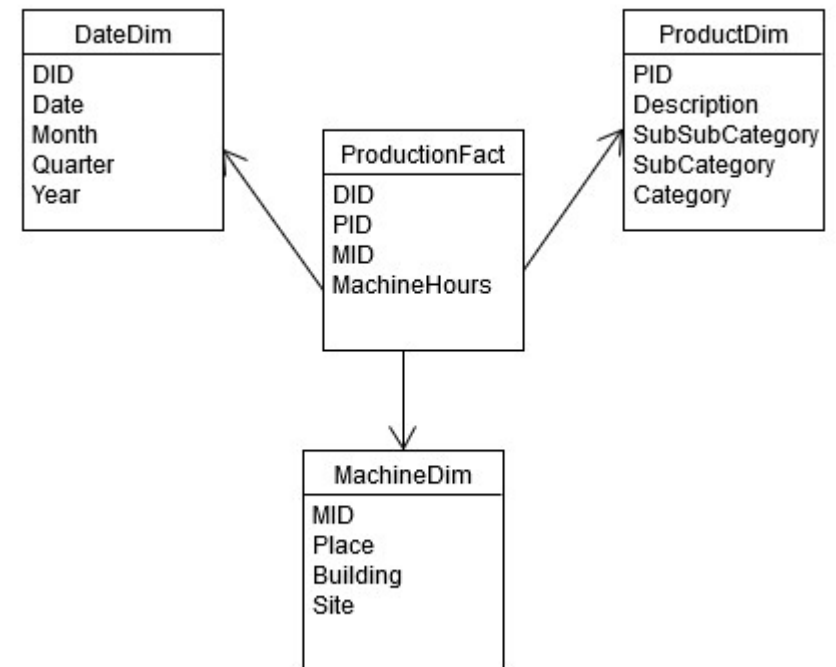 DateDim
DID
Date
Month
Quarter
Year
ProductionFact
DID
PID
MID
MachineHours
ProductDim
PID
Description
SubSubCategory
SubCategory
Category
MachineDim
MID
Place
Building
Site